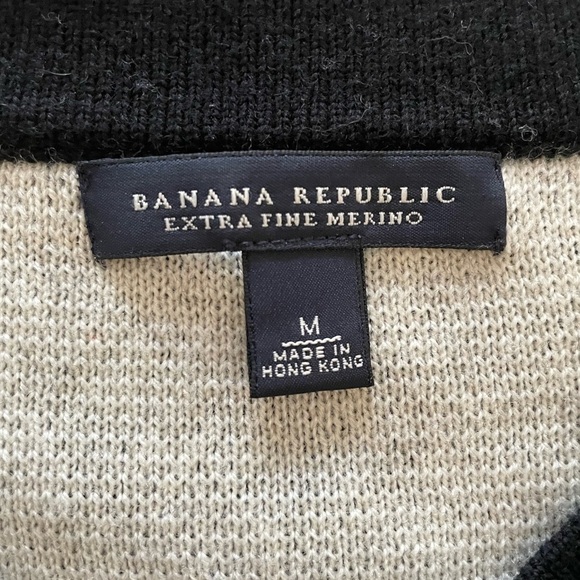 BANANA REPUBLIC
EXTRA FINE MERINO
M
MADE IN
HONG KONG